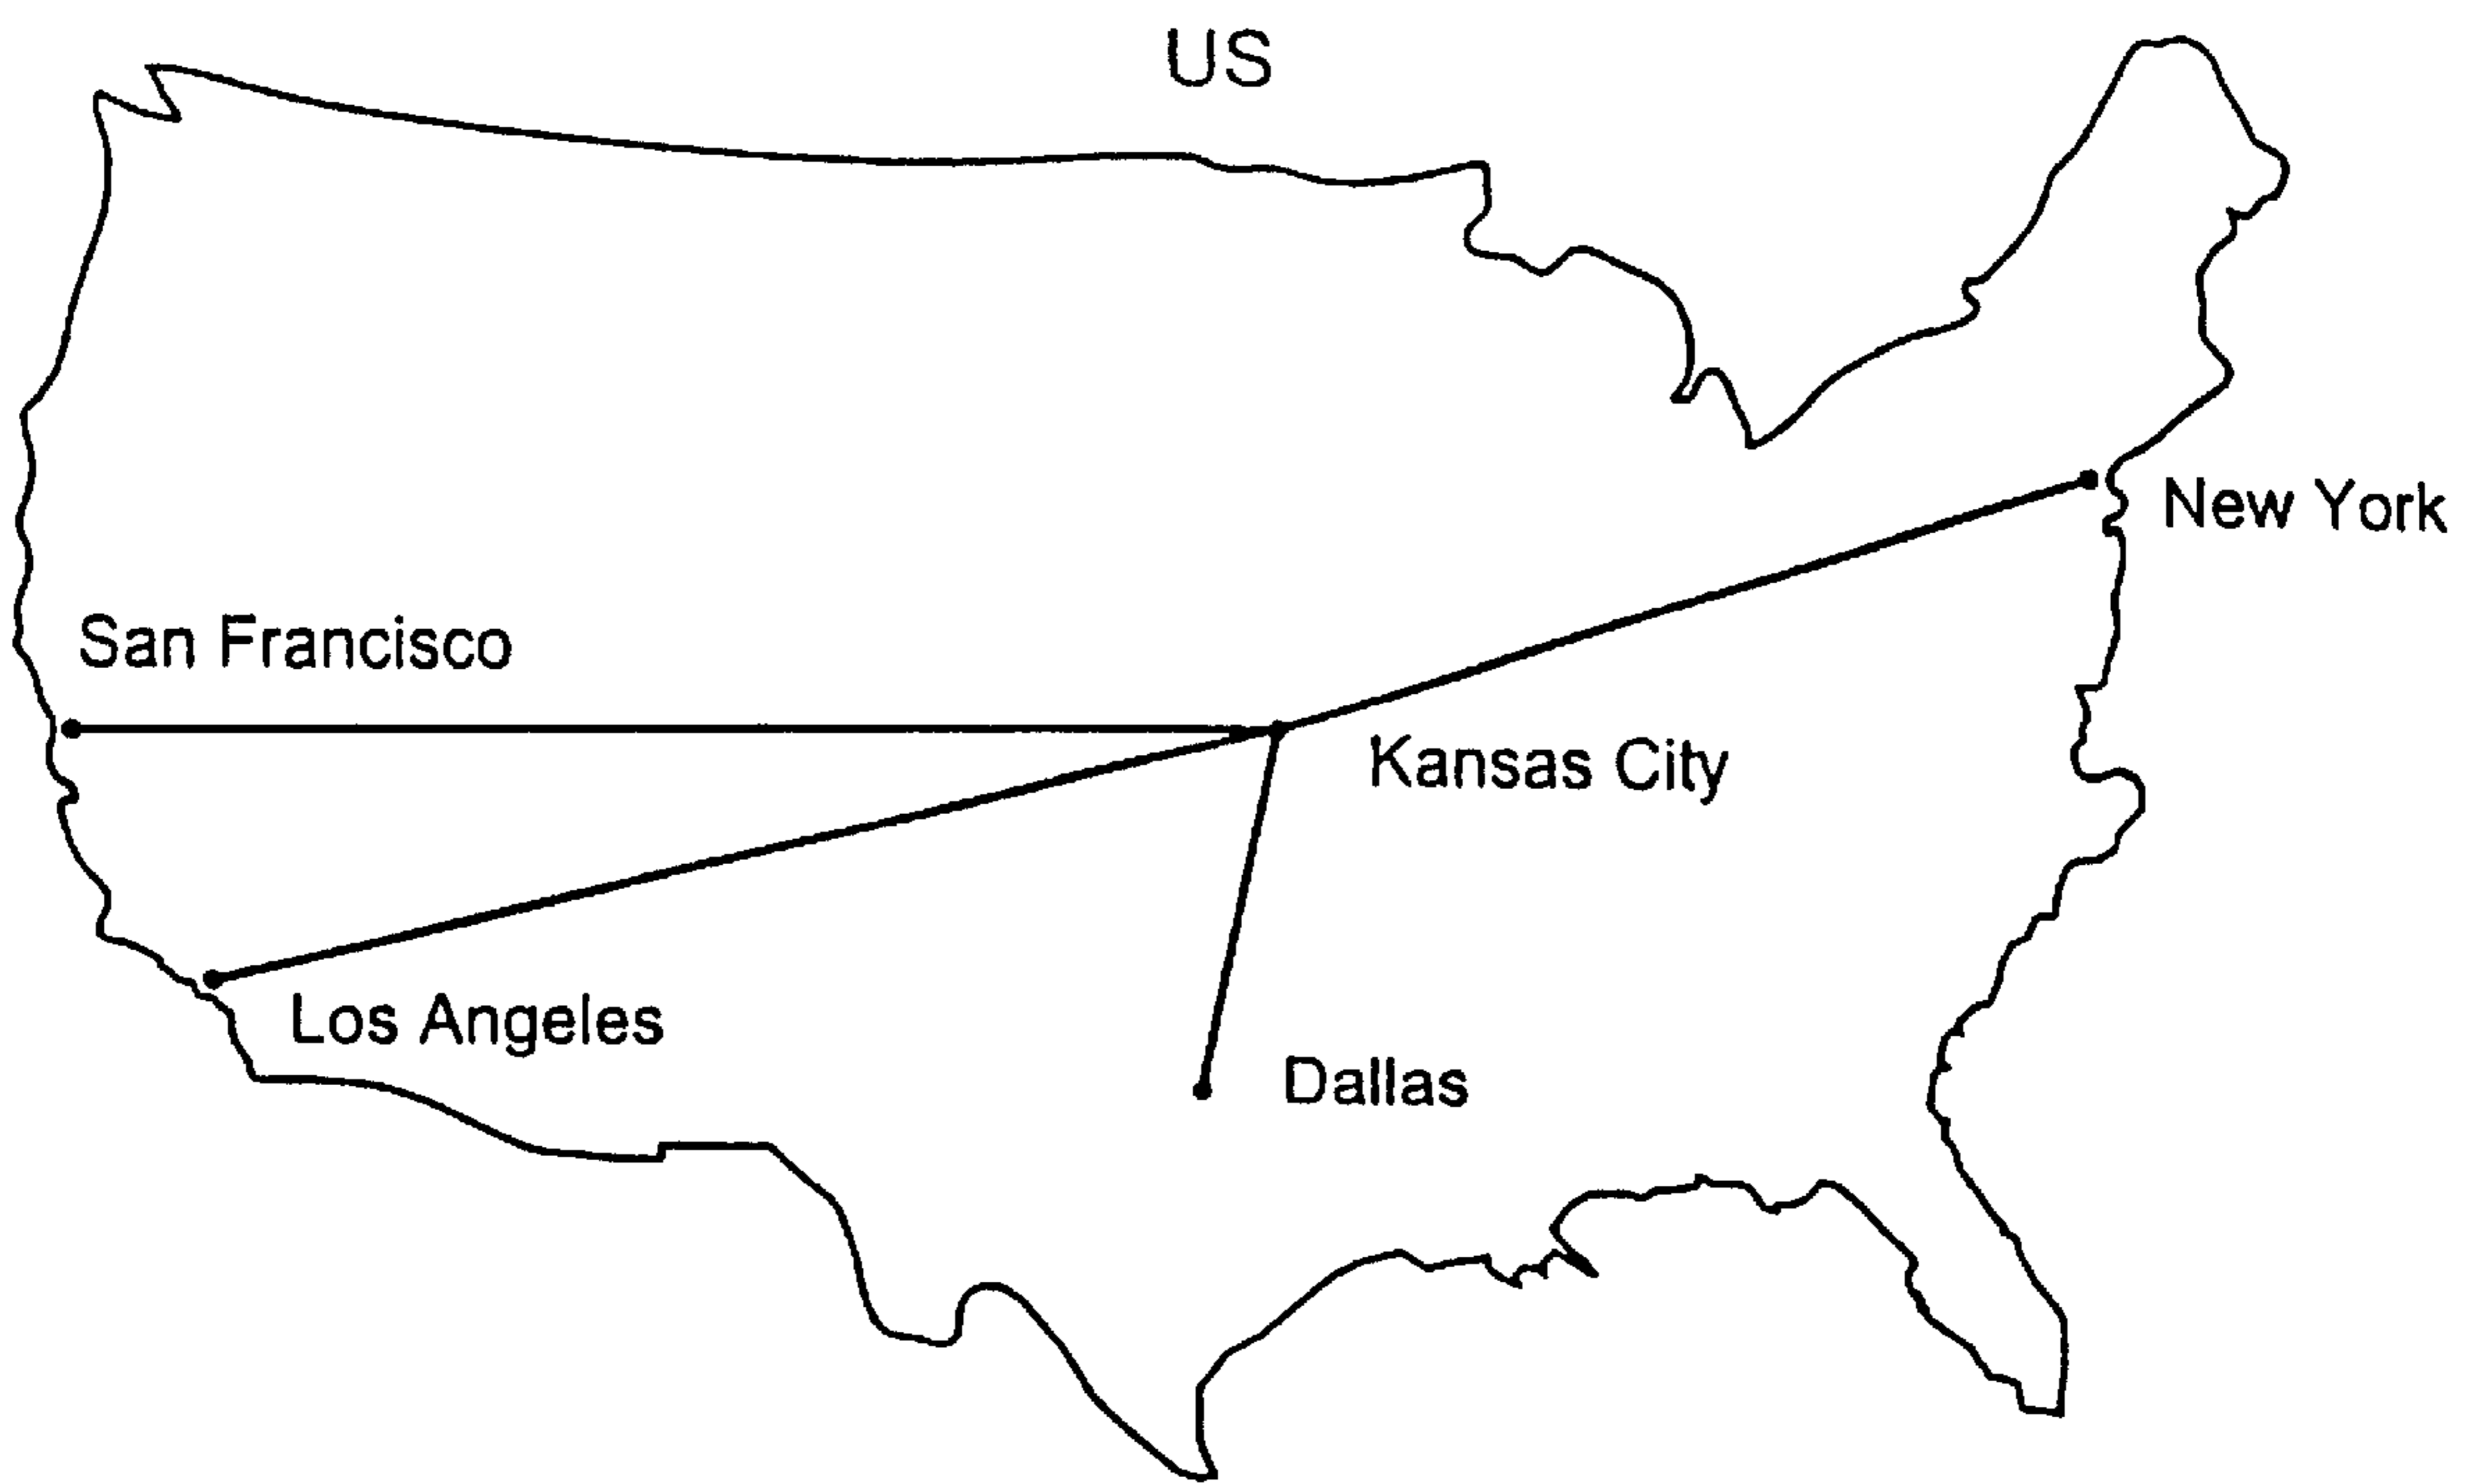 US
New York
San Francisco
Kansas City
Los Angeles
Dallas